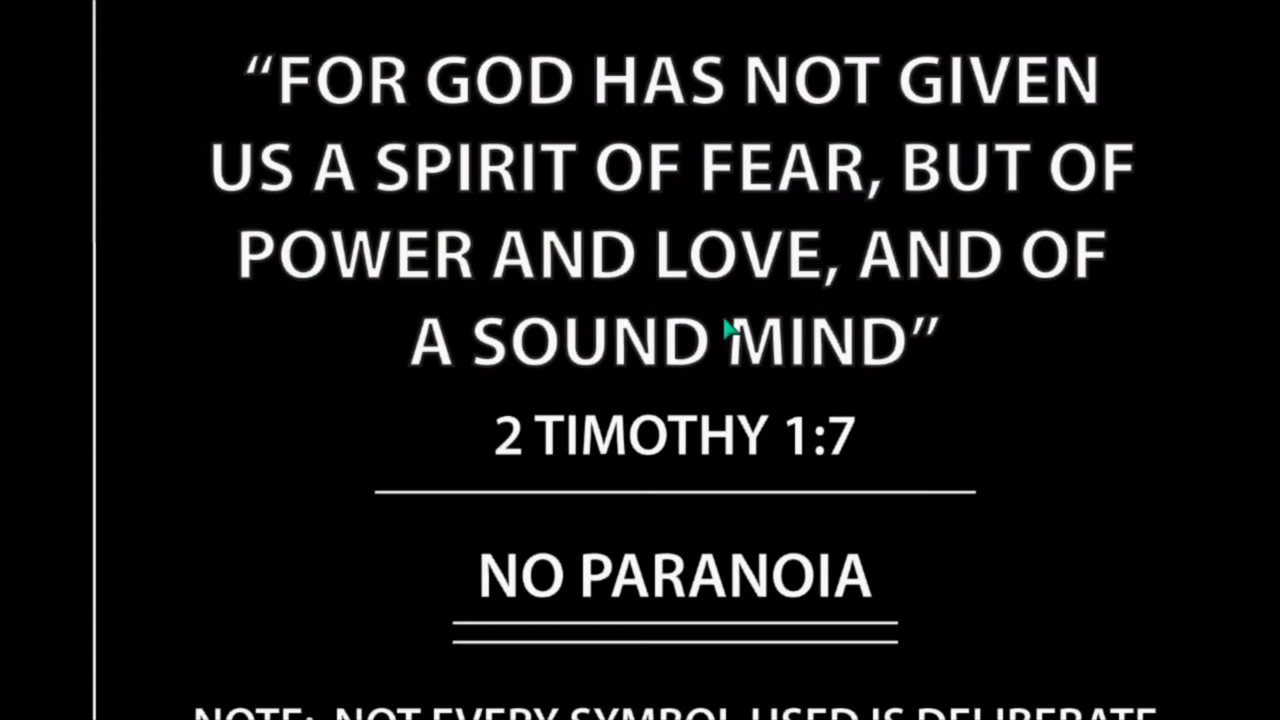 “FOR GOD HAS NOT GIVEN
US A SPIRIT OF FEAR, BUT OF
POWER AND LOVE, AND OF
A SOUND MIND”
2 TIMOTHY 1:7
NO PARANOIA
NOTE: NOT EVERY SYMBOL USED IS DELIBERATE